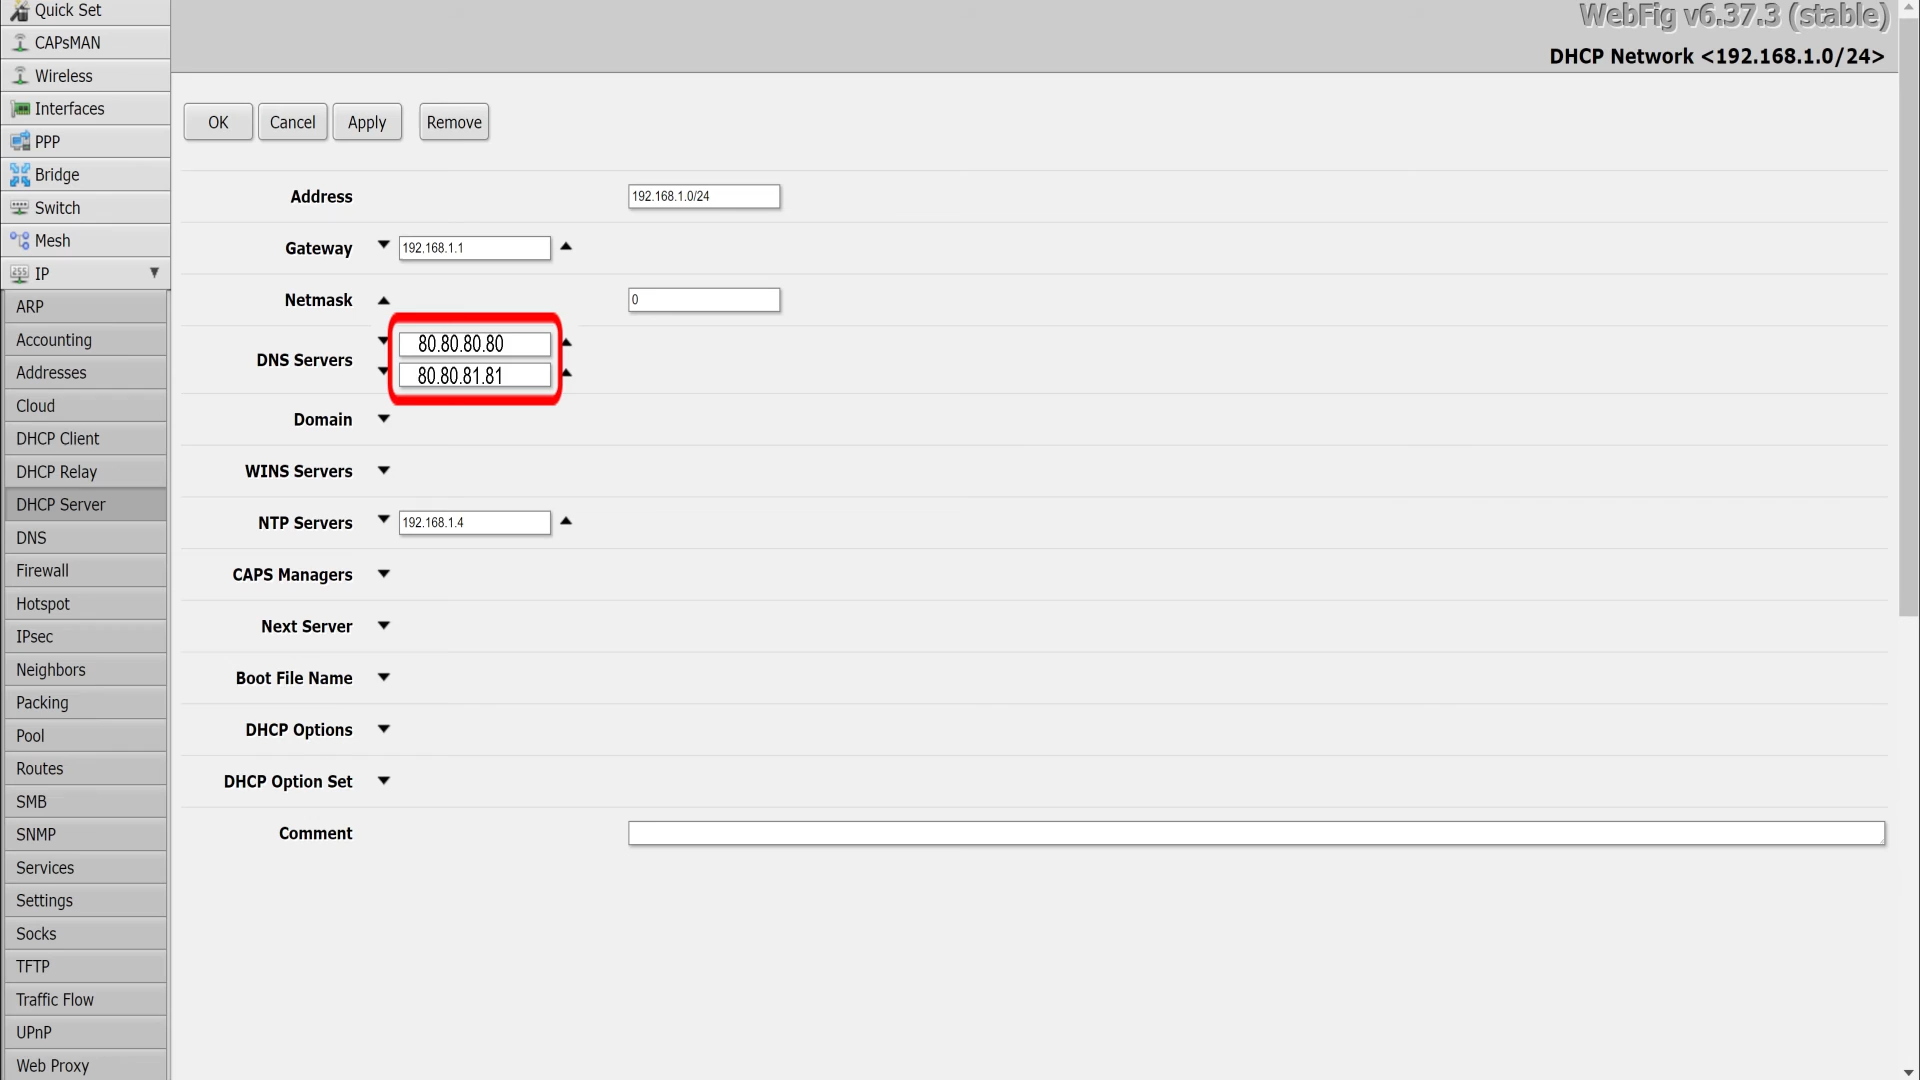 Quick Set
WebFig v6.37.3 (stable)
CAPsMAN
DHCP Network <192.168.1.0/24>
Wireless
Interfaces
PPP
Bridge
Switch
Mesh
IP
ARP
Accounting
Addresses
Cloud
DHCP Client
DHCP Relay
DHCP Server
DNS
Firewall
Hotspot
IPsec
Neighbors
Packing
Pool
Routes
SMB
SNMP
Services
Settings
Socks
TFTP
Traffic Flow
UPnP
Web Proxy
OK Cancel Apply Remove
Address 192.168.1.0/24
Gateway 192.168.1.1
Netmask 0
DNS Servers 80.80.80.80
80.80.81.81
Domain
WINS Servers
NTP Servers 192.168.1.4
CAPS Managers
Next Server
Boot File Name
DHCP Options
DHCP Option Set
Comment